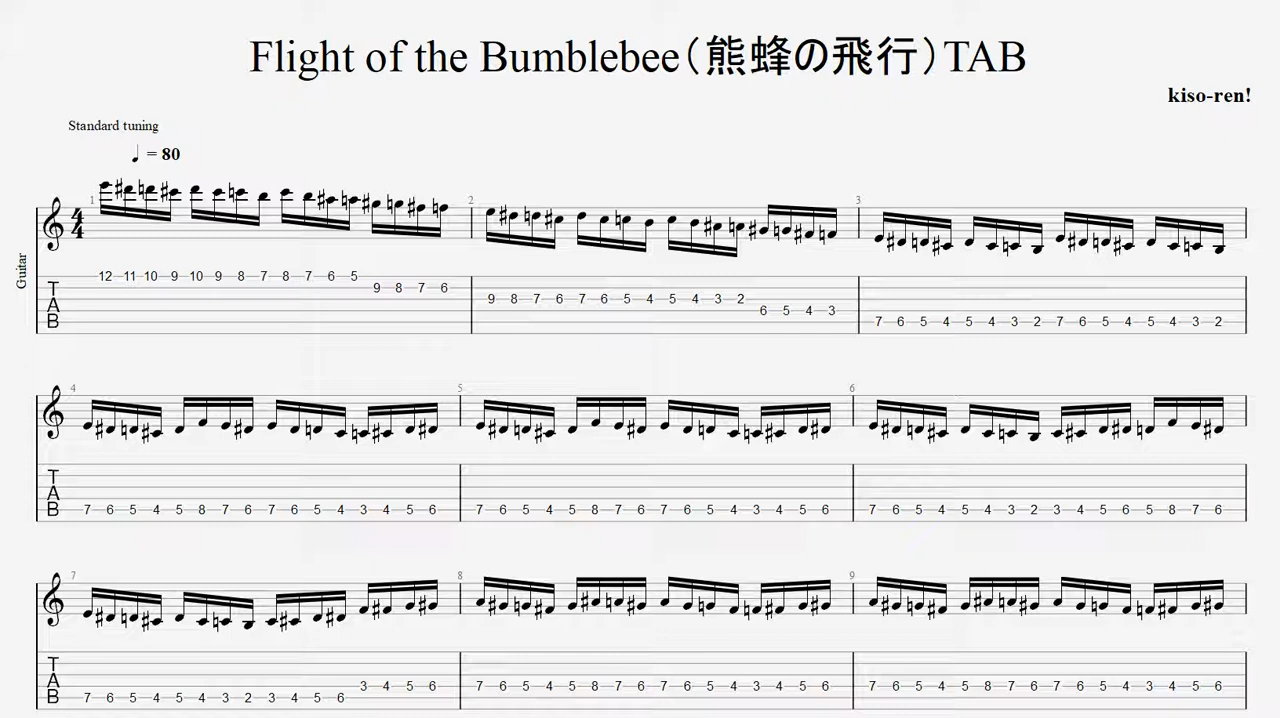 Flight of the Bumblebee（熊蜂の飛行）TAB
kiso-ren!
Standard tuning
♩ = 80
Guitar
1 2 3
4 4
T A B
12 11 10 9 10 9 8 7 8 7 6 5 9 8 7 6
9 8 7 6 7 6 5 4 5 4 3 2 6 5 4 3
7 6 5 4 5 4 3 2 7 6 5 4 5 4 3 2
4 5 6
T A B
7 6 5 4 5 8 7 6 7 6 5 4 3 4 5 6
7 6 5 4 5 8 7 6 7 6 5 4 3 4 5 6
7 6 5 4 5 4 3 2 3 4 5 6 5 8 7 6
7 8 9
T A B
7 6 5 4 5 4 3 2 3 4 5 6 3 4 5 6
7 6 5 4 5 8 7 6 7 6 5 4 3 4 5 6
7 6 5 4 5 8 7 6 7 6 5 4 3 4 5 6